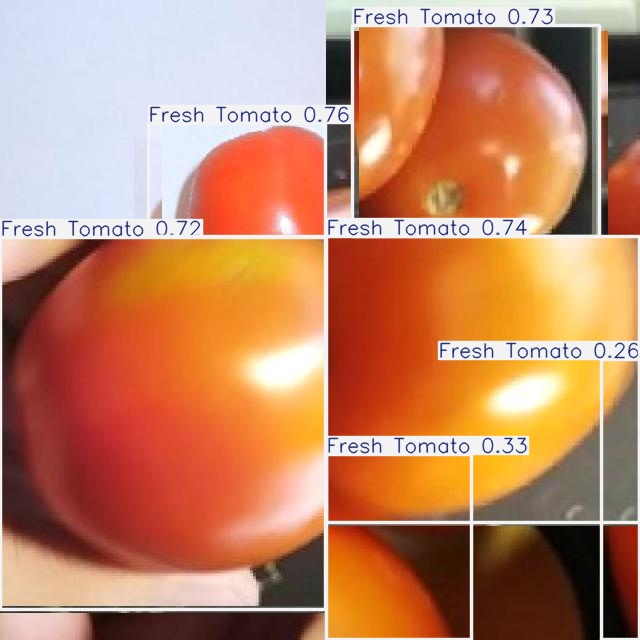 Fresh Tomato 0.73
Fresh Tomato 0.76
Fresh Tomato 0.72
Fresh Tomato 0.74
Fresh Tomato 0.26
Fresh Tomato 0.33